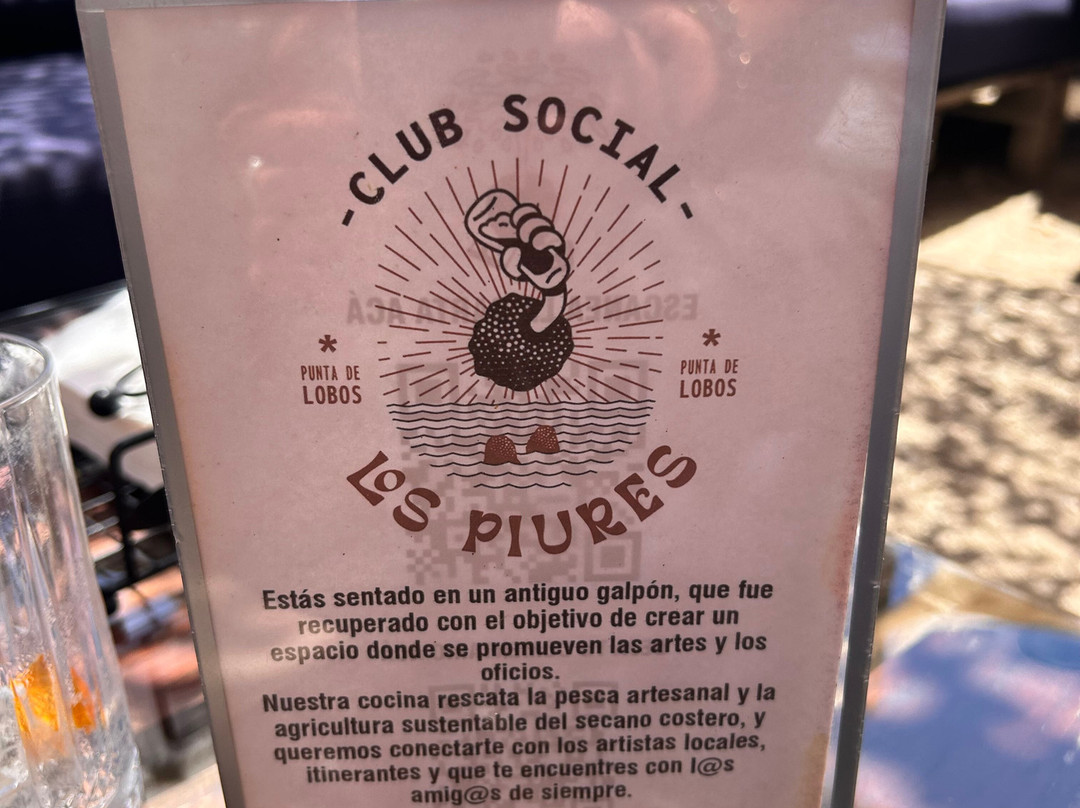 -CLUB SOCIAL-
* *
PUNTA DE
LOBOS
PUNTA DE
LOBOS
LOS PIURES
Estás sentado en un antiguo galpón, que fue
recuperado con el objetivo de crear un
espacio donde se promueven las artes y los
oficios.
Nuestra cocina rescata la pesca artesanal y la
agricultura sustentable del secano costero, y
queremos conectarte con los artistas locales,
itinerantes y que te encuentres con l@s
amig@s de siempre.